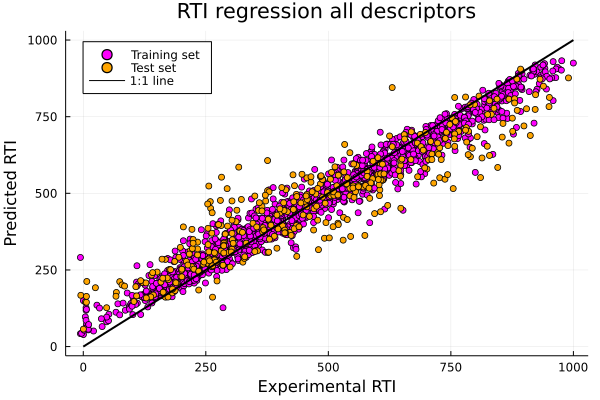 RTI regression all descriptors
Training set
Test set
1:1 line
1000
750
500
250
0
Predicted RTI
0 250 500 750 1000
Experimental RTI